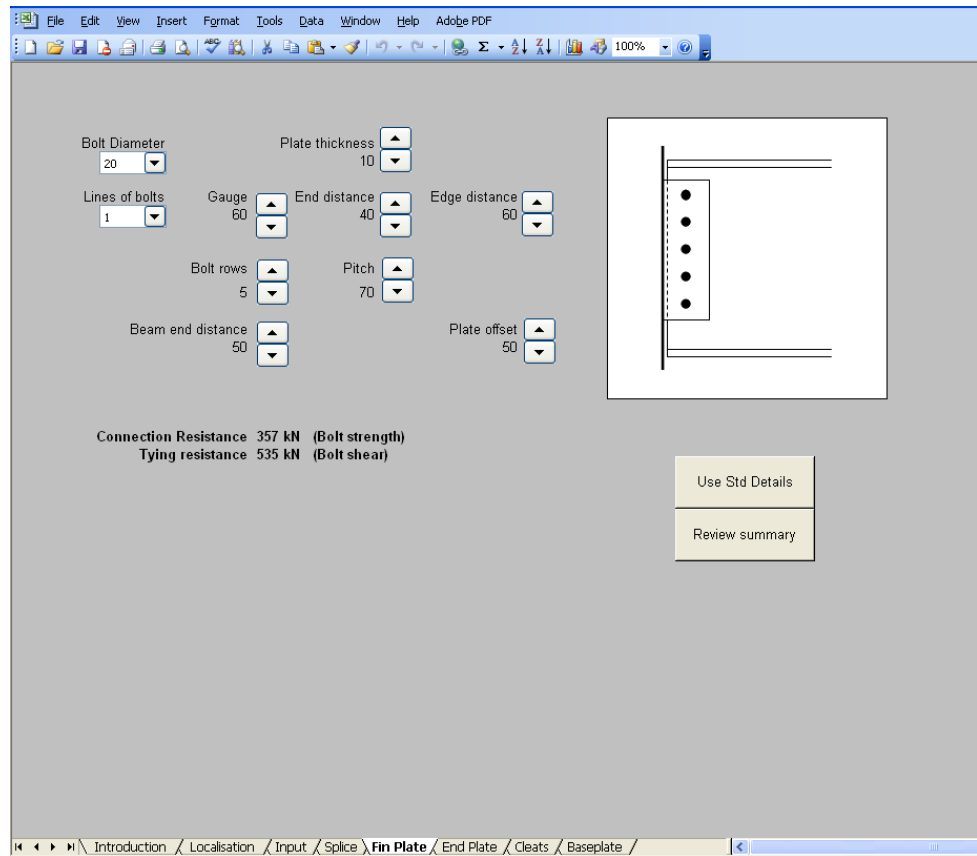 File Edit View Insert Format Tools Data Window Help Adobe PDF
ABC Σ A Z Z A 100%
Bolt Diameter
20
Plate thickness
10
Lines of bolts
1
Gauge
60
End distance
40
Edge distance
60
Bolt rows
5
Pitch
70
Beam end distance
50
Plate offset
50
Connection Resistance 357 kN (Bolt strength)
Tying resistance 535 kN (Bolt shear)
Use Std Details
Review summary
Introduction / Localisation / Input / Splice \ Fin Plate / End Plate / Cleats / Baseplate /